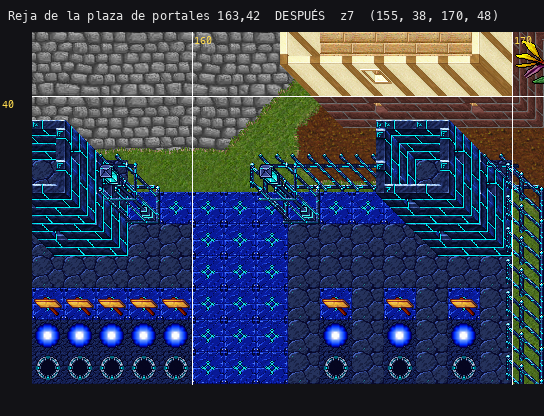 Reja de la plaza de portales 163,42  DESPUÉS  z7  (155, 38, 170, 48)
160
170
40